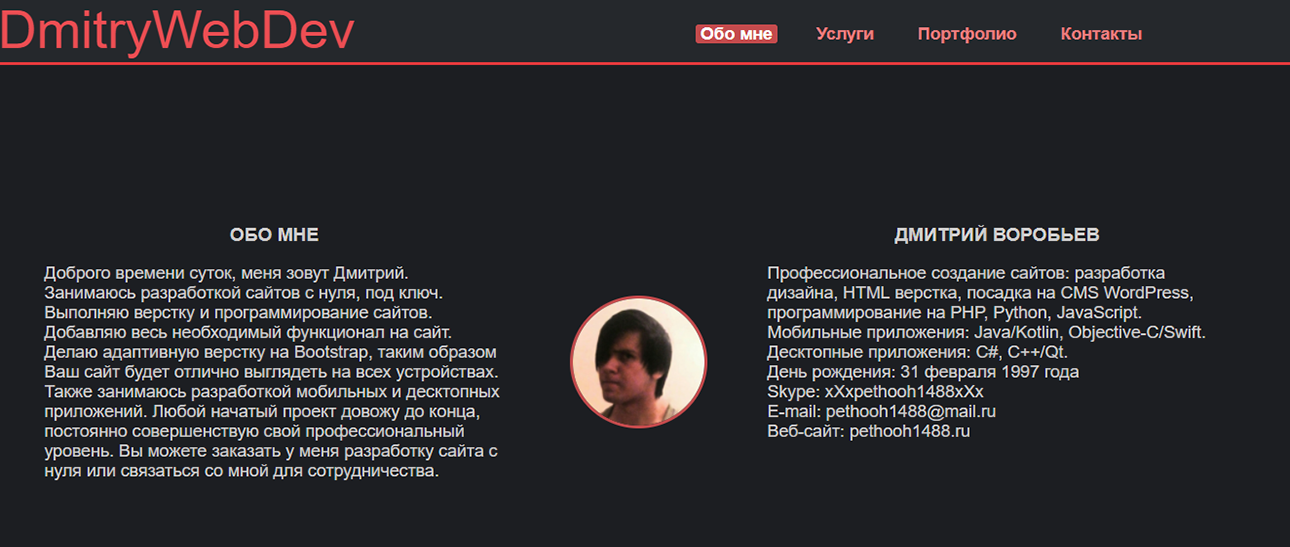 DmitryWebDev
Обо мне Услуги Портфолио Контакты
ОБО МНЕ
Доброго времени суток, меня зовут Дмитрий.
Занимаюсь разработкой сайтов с нуля, под ключ.
Выполняю верстку и программирование сайтов.
Добавляю весь необходимый функционал на сайт.
Делаю адаптивную верстку на Bootstrap, таким образом
Ваш сайт будет отлично выглядеть на всех устройствах.
Также занимаюсь разработкой мобильных и десктопных
приложений. Любой начатый проект довожу до конца,
постоянно совершенствую свой профессиональный
уровень. Вы можете заказать у меня разработку сайта с
нуля или связаться со мной для сотрудничества.
ДМИТРИЙ ВОРОБЬЕВ
Профессиональное создание сайтов: разработка
дизайна, HTML верстка, посадка на CMS WordPress,
программирование на PHP, Python, JavaScript.
Мобильные приложения: Java/Kotlin, Objective-C/Swift.
Десктопные приложения: C#, C++/Qt.
День рождения: 31 февраля 1997 года
Skype: xXxpethooh1488xXx
E-mail: pethooh1488@mail.ru
Веб-сайт: pethooh1488.ru